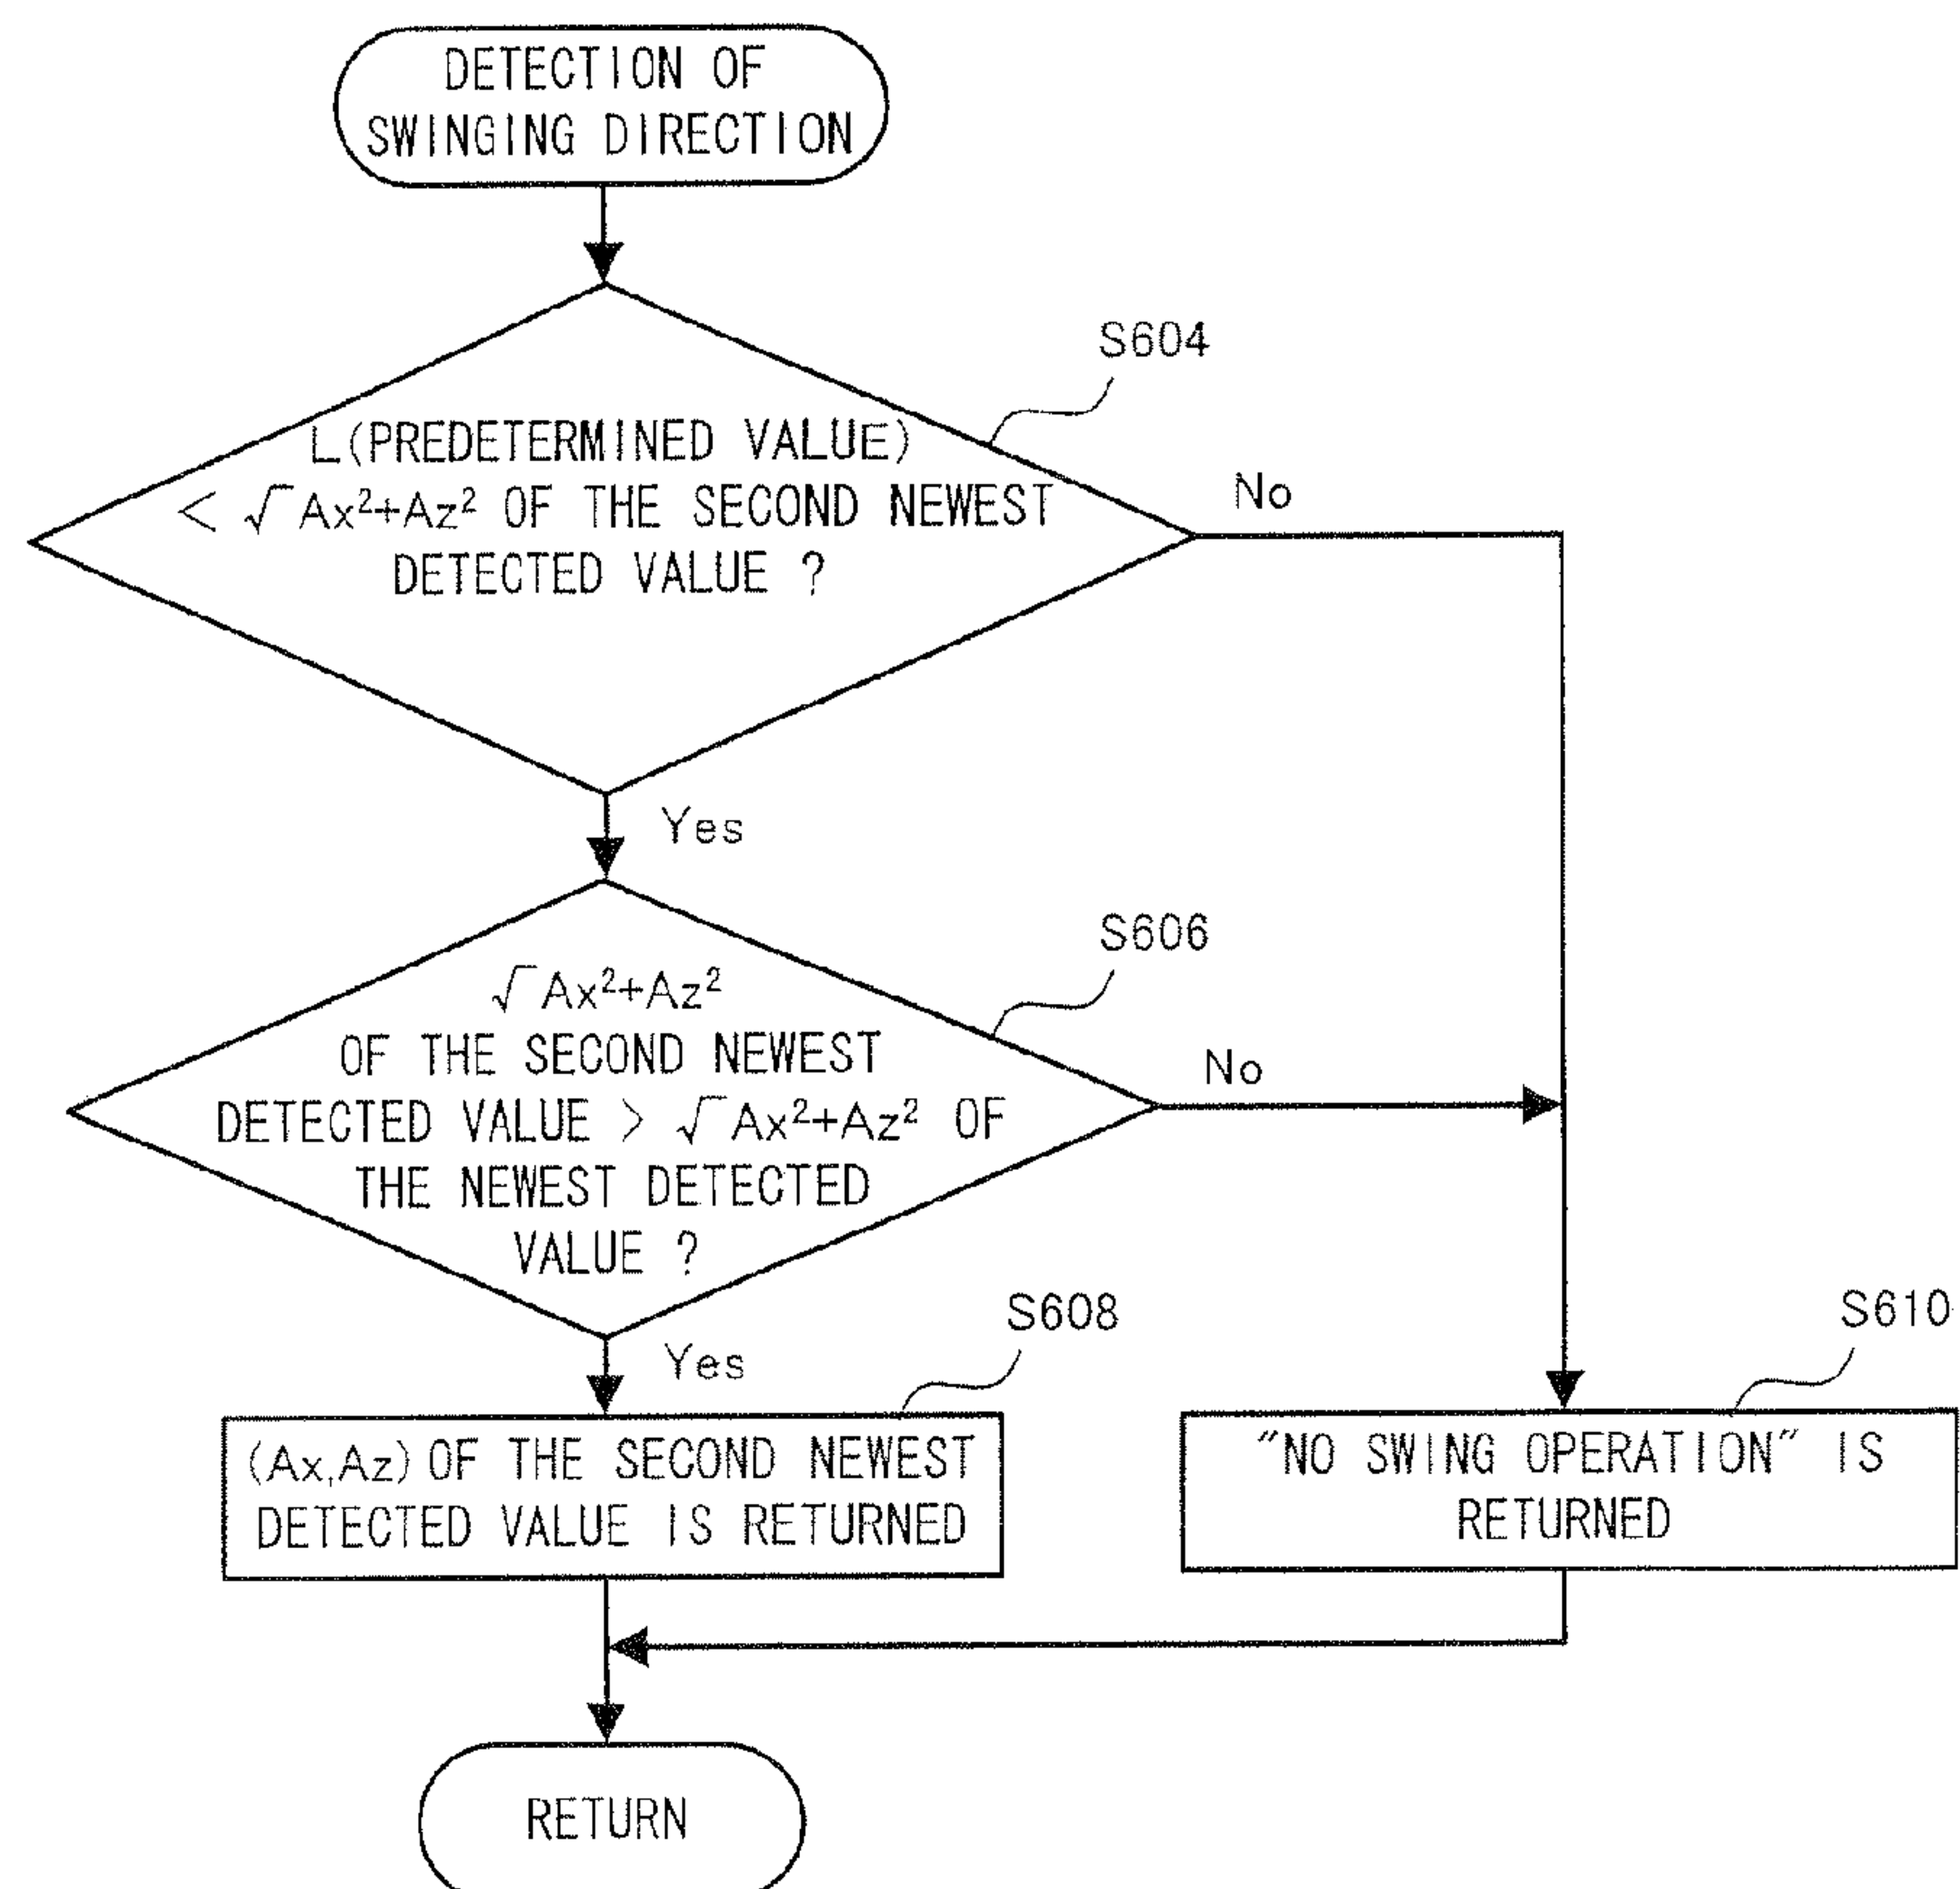 DETECTION OF
SWINGING DIRECTION
S604
L(PREDETERMINED VALUE)
< √Ax²+Az² OF THE SECOND NEWEST
DETECTED VALUE ?
No
Yes
S606
√Ax²+Az²
OF THE SECOND NEWEST
DETECTED VALUE > √Ax²+Az² OF
THE NEWEST DETECTED
VALUE ?
No
Yes
S608
(Ax,Az) OF THE SECOND NEWEST
DETECTED VALUE IS RETURNED
S610
"NO SWING OPERATION" IS
RETURNED
RETURN